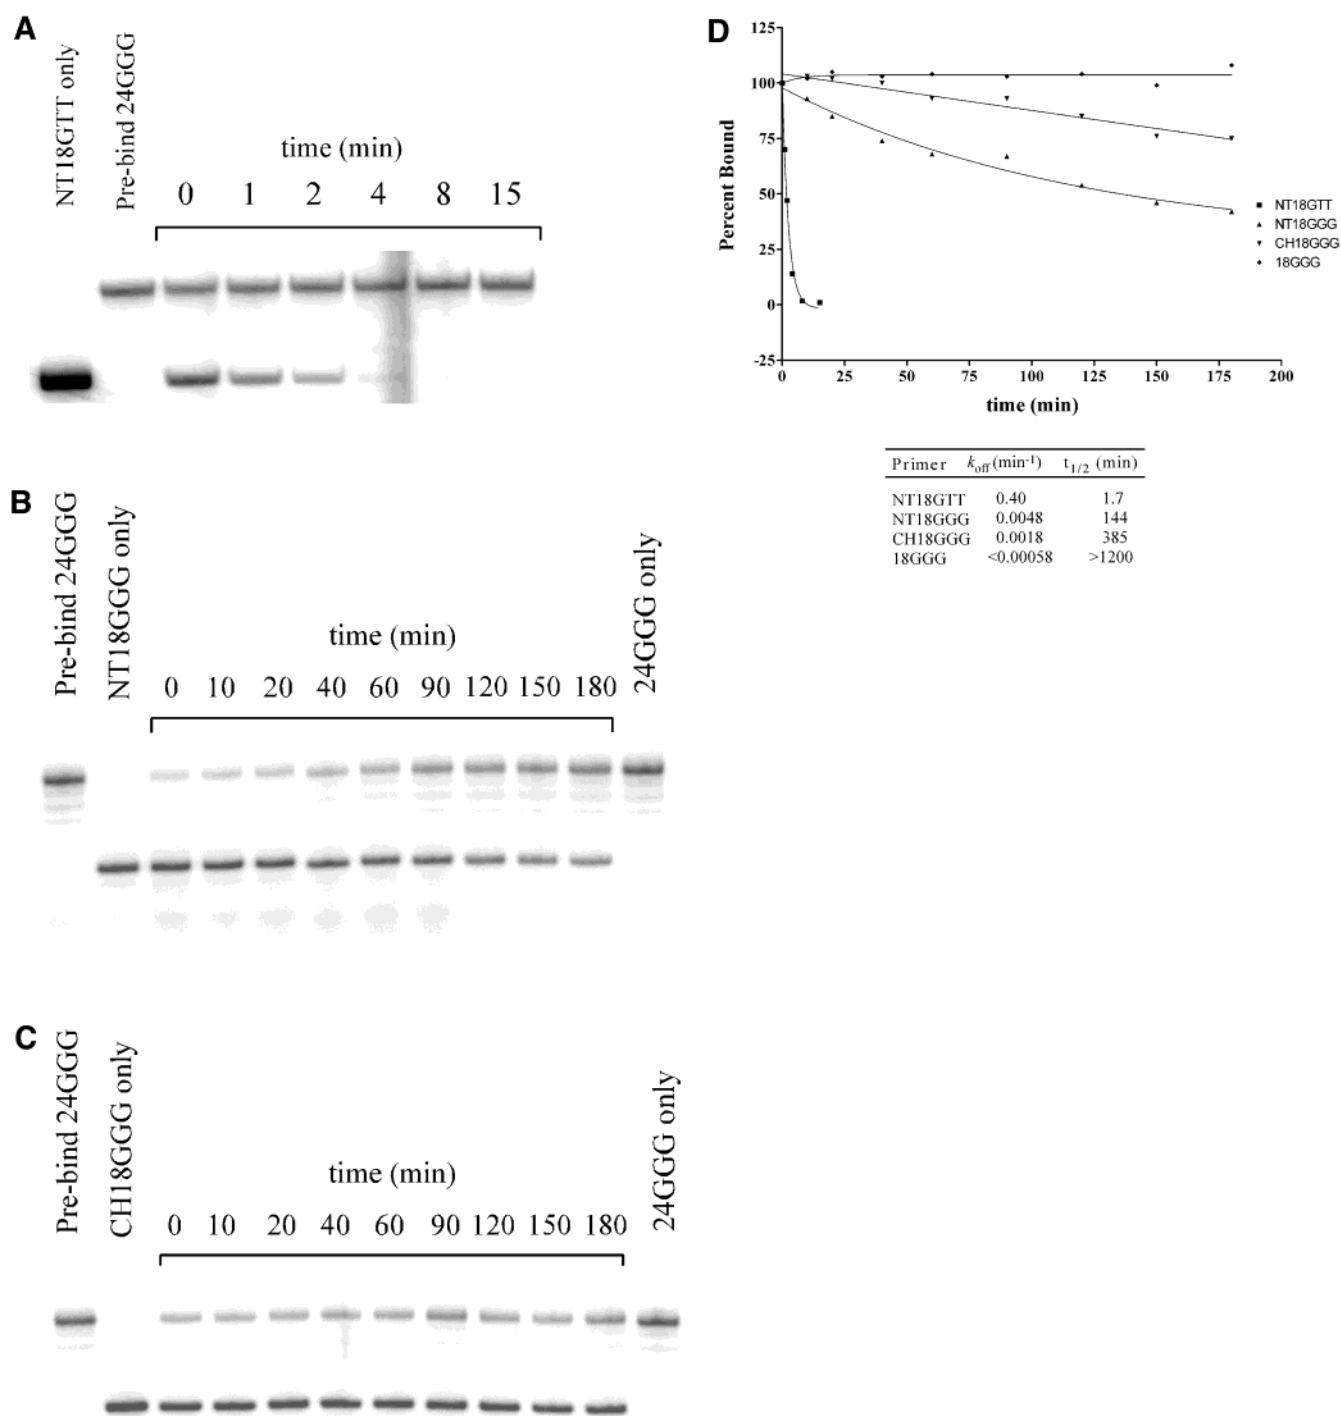 A
NT18GTT only
Pre-bind 24GGG
time (min)
0 1 2 4 8 15
B
Pre-bind 24GGG
NT18GGG only
time (min)
0 10 20 40 60 90 120 150 180
24GGG only
C
Pre-bind 24GGG
CH18GGG only
time (min)
0 10 20 40 60 90 120 150 180
24GGG only
D
Percent Bound
125
100
75
50
25
0
-25
0 25 50 75 100 125 150 175 200
time (min)
NT18GTT
NT18GGG
CH18GGG
18GGG
Primer koff (min-1) t1/2 (min)
NT18GTT 0.40 1.7
NT18GGG 0.0048 144
CH18GGG 0.0018 385
18GGG <0.00058 >1200